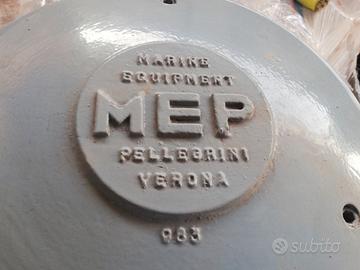 MARINE
EQUIPMENT
MEP
PELLEGRINI
VERONA
983
subito